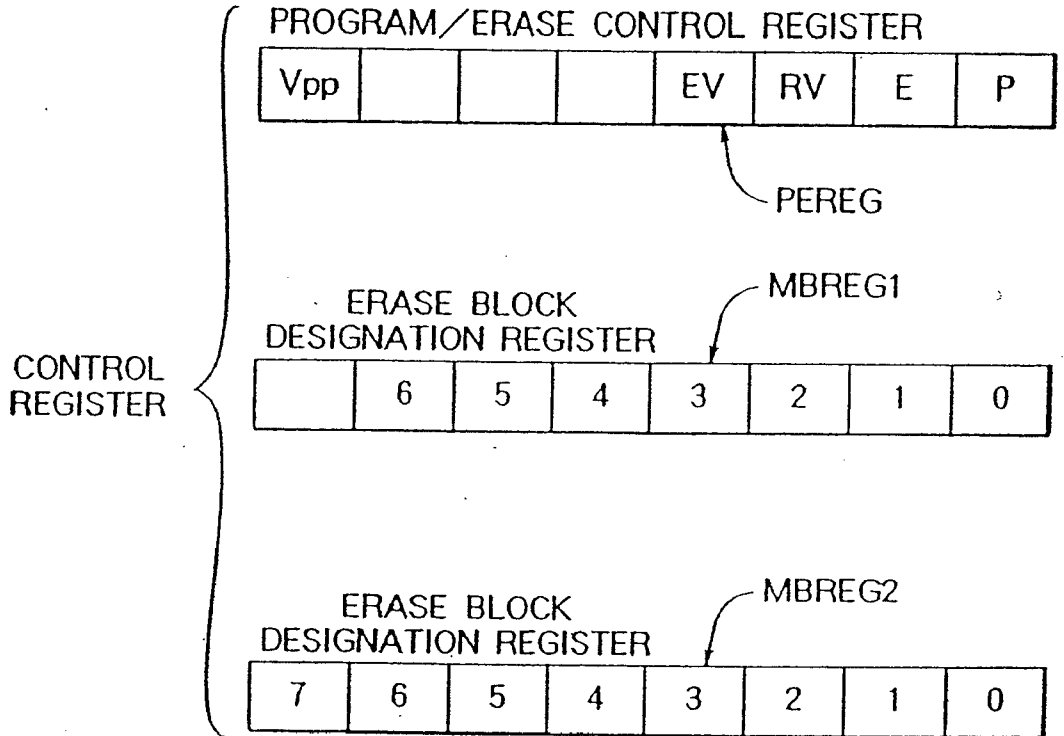 PROGRAM/ERASE CONTROL REGISTER
Vpp EV RV E P
PEREG
MBREG1
ERASE BLOCK
DESIGNATION REGISTER
CONTROL
REGISTER
6 5 4 3 2 1 0
MBREG2
ERASE BLOCK
DESIGNATION REGISTER
7 6 5 4 3 2 1 0